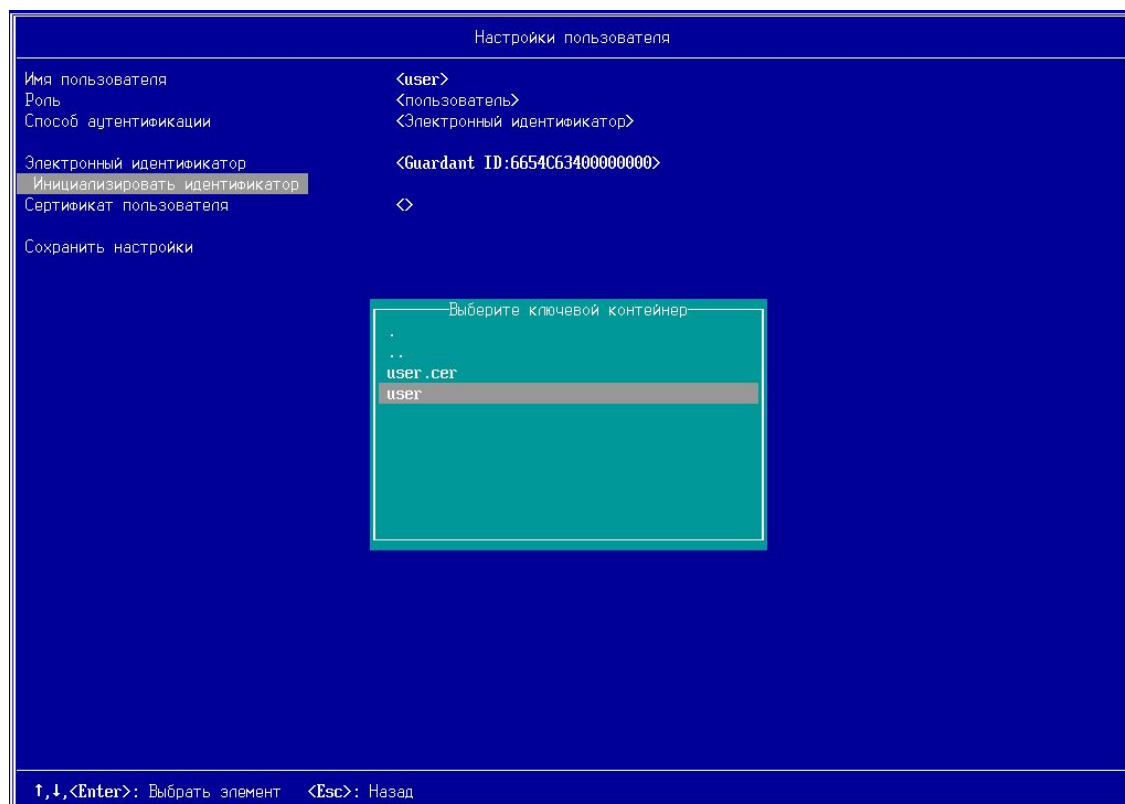 Настройки пользователя
Имя пользователя <user>
Роль <пользователь>
Способ аутентификации <Электронный идентификатор>
Электронный идентификатор <Guardant ID:6654C63400000000>
Инициализировать идентификатор
Сертификат пользователя <>
Сохранить настройки
Выберите ключевой контейнер
.
..
user.cer
user
↑,↓,<Enter>: Выбрать элемент <Esc>: Назад